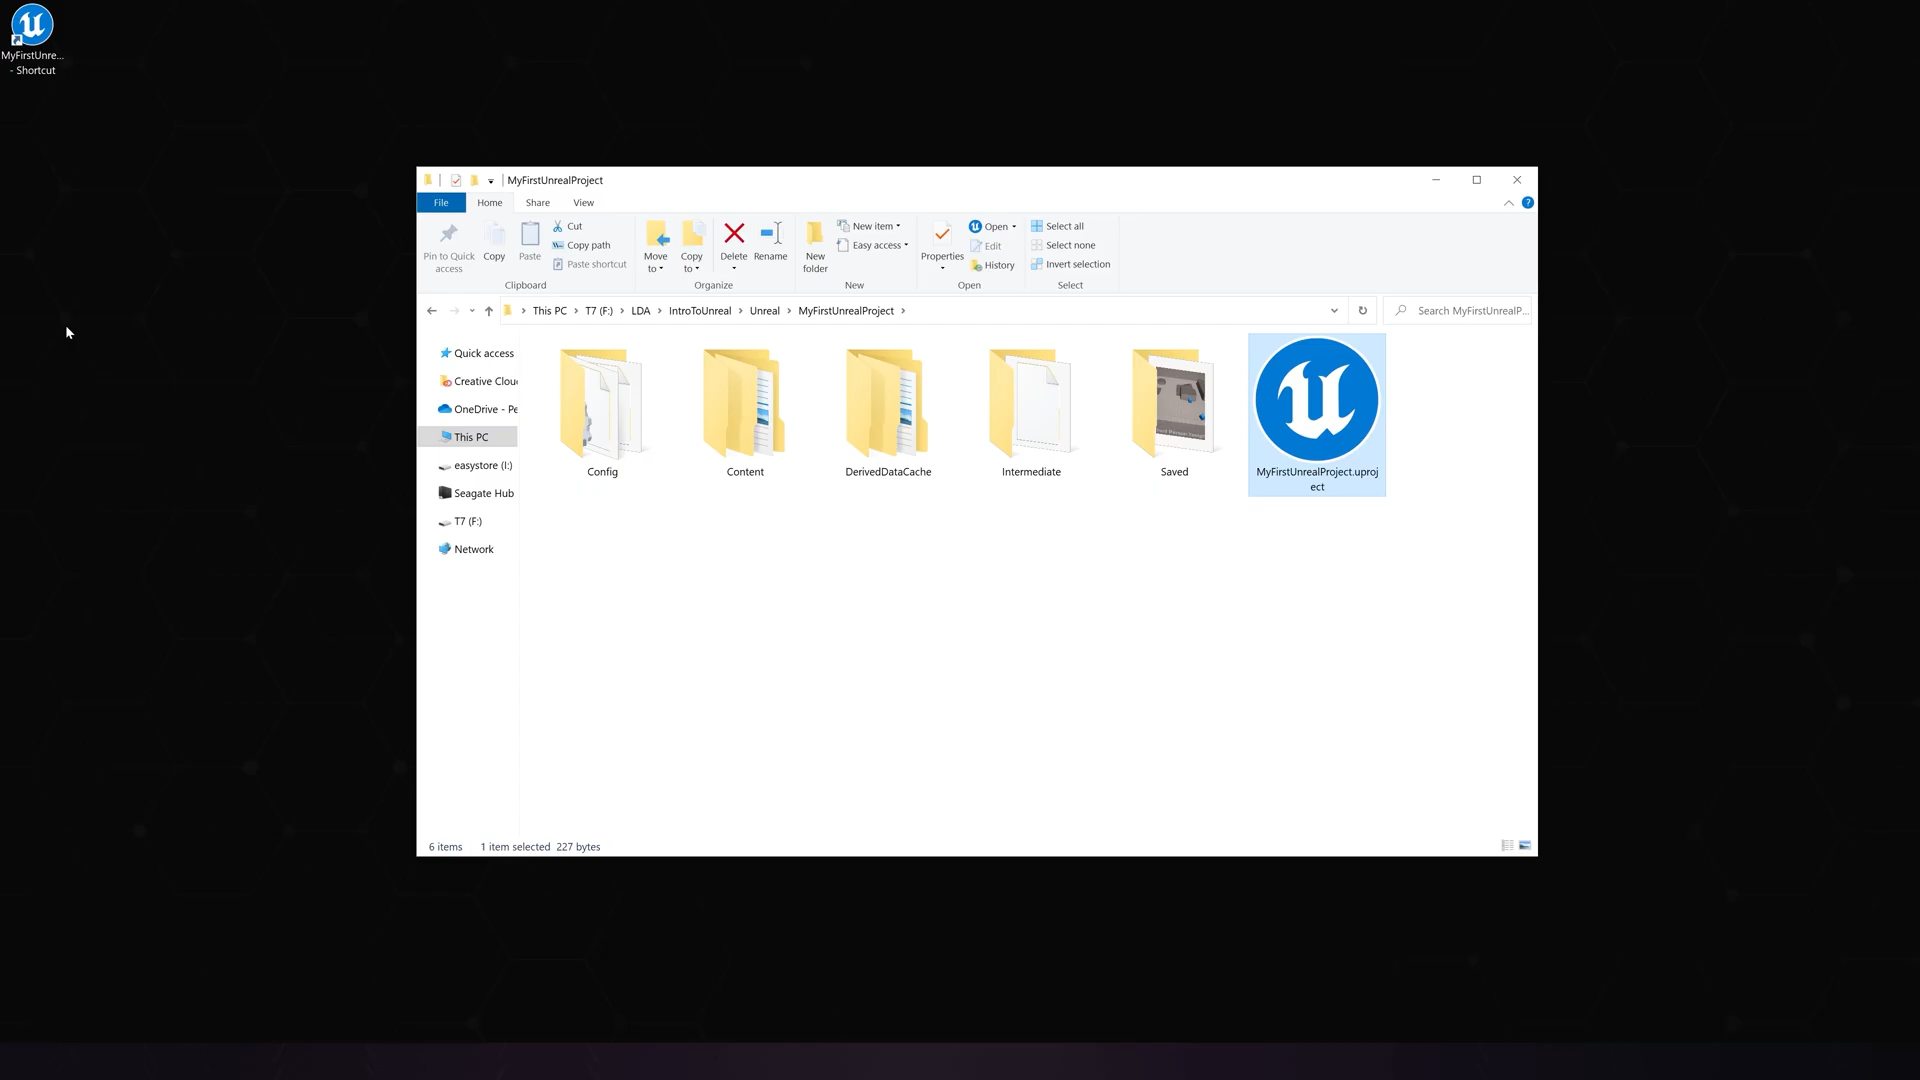 MyFirstUnre...
- Shortcut
MyFirstUnrealProject
File Home Share View
Pin to Quick access
Copy
Paste
Cut
Copy path
Paste shortcut
Clipboard
Move to
Copy to
Delete
Rename
Organize
New folder
New item
Easy access
New
Properties
Open
Edit
History
Open
Select all
Select none
Invert selection
Select
This PC > T7 (F:) > LDA > IntroToUnreal > Unreal > MyFirstUnrealProject >
Search MyFirstUnrealP...
Quick access
Creative Clou
OneDrive - Pe
This PC
easystore (I:)
Seagate Hub
T7 (F:)
Network
Config
Content
DerivedDataCache
Intermediate
Saved
MyFirstUnrealProject.uproj
ect
6 items 1 item selected 227 bytes